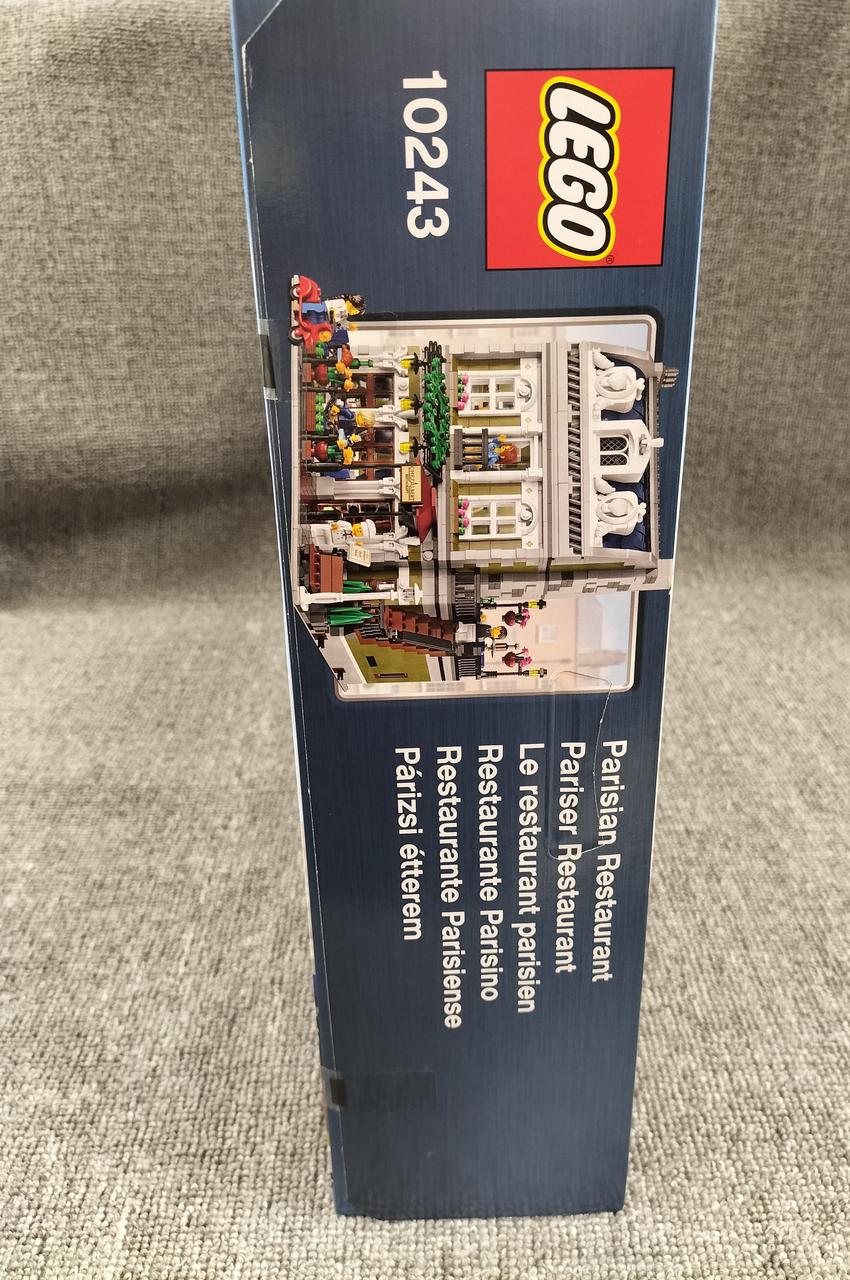 LEGO®
10243
Parisian Restaurant
Pariser Restaurant
Le restaurant parisien
Restaurante Parisino
Restaurante Parisiense
Párizsi étterem